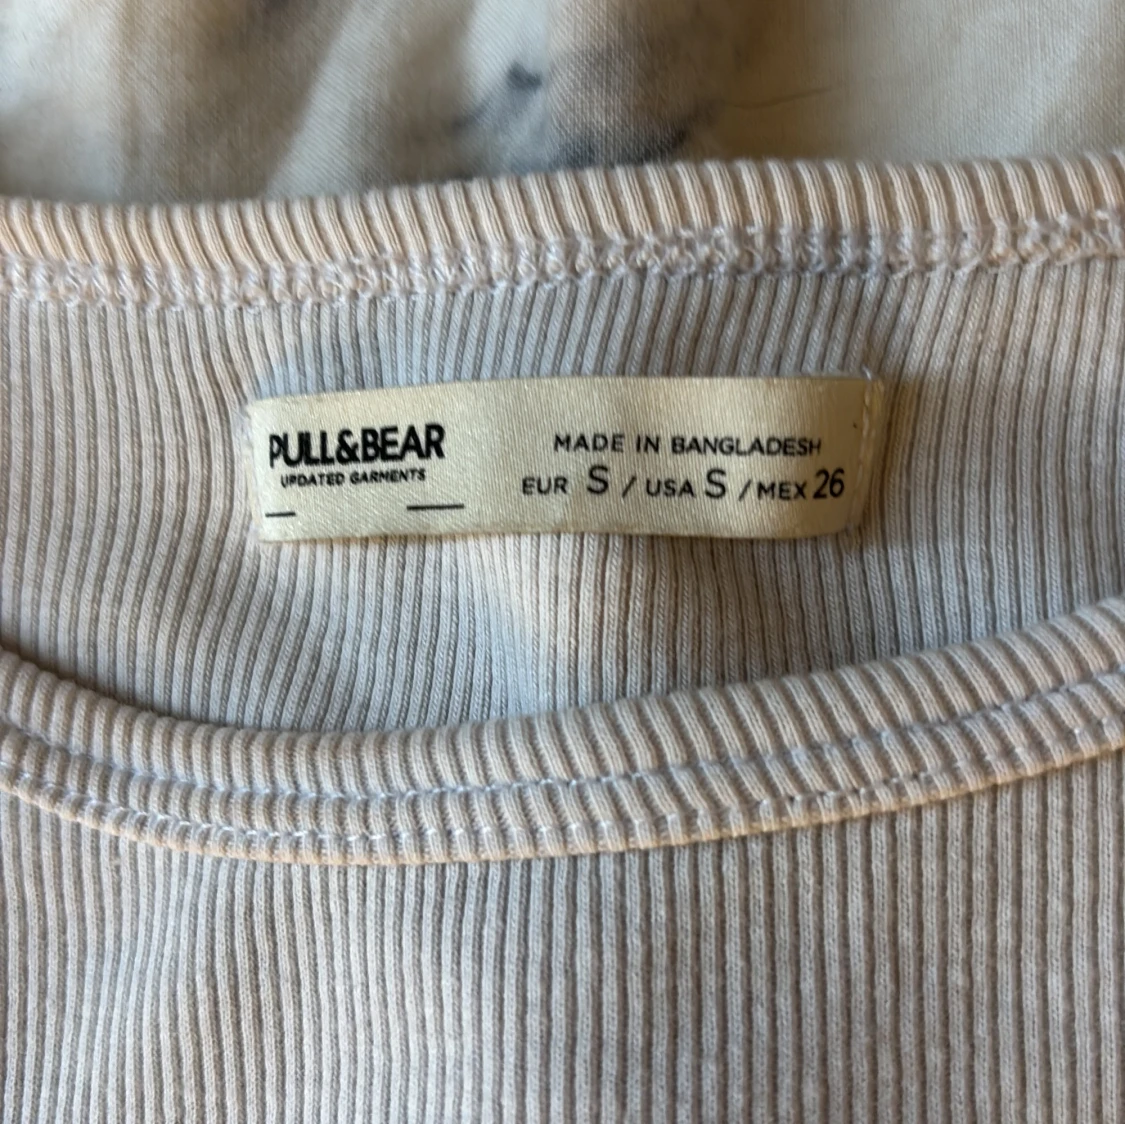 PULL&BEAR
UPDATED GARMENTS
MADE IN BANGLADESH
EUR S / USA S / MEX 26